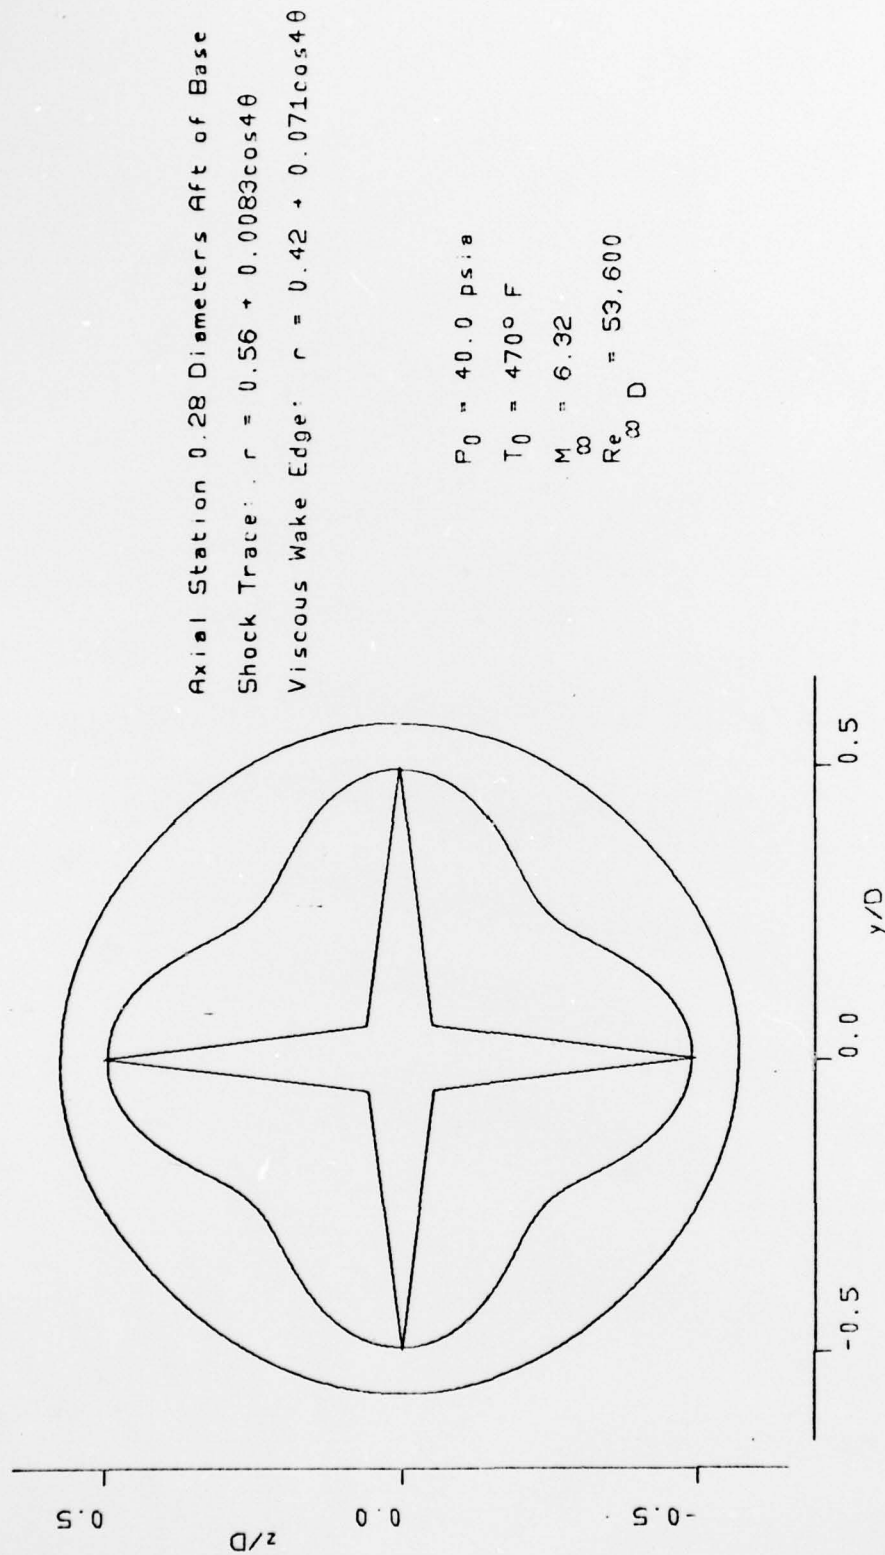 Axial Station 0.28 Diameters Aft of Base
Shock Trace: r = 0.56 + 0.0083cos4θ
Viscous Wake Edge: r = 0.42 + 0.071cos4θ
P0 = 40.0 psia
T0 = 470° F
M∞ = 6.32
Re∞ D = 53,600
0.5
0.0
-0.5
z/D
-0.5
0.0
0.5
y/D